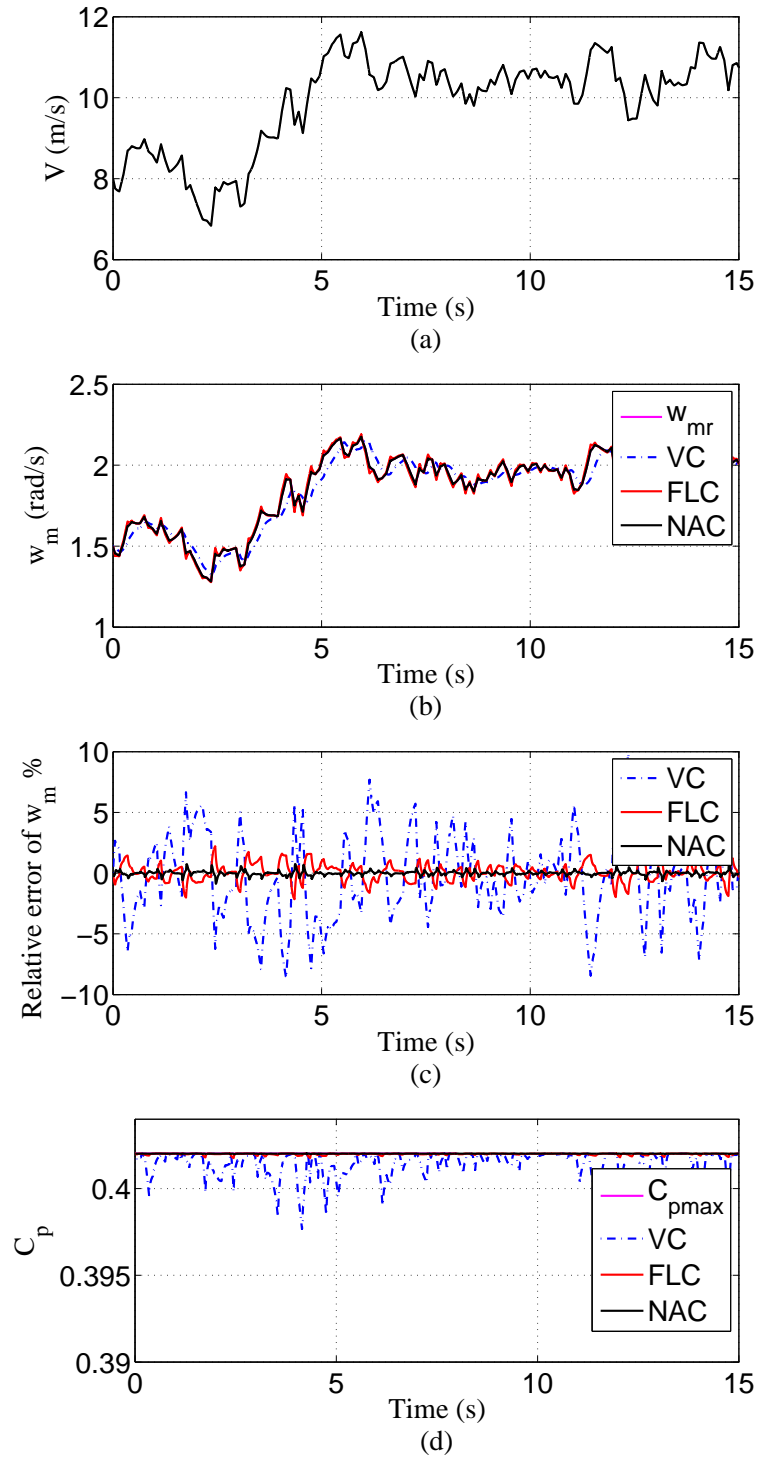 12
10
8
6
V (m/s)
0 5 10 15
Time (s)
(a)
2.5
2
1.5
1
w_m (rad/s)
w_mr
VC
FLC
NAC
0 5 10 15
Time (s)
(b)
10
5
0
−5
−10
Relative error of w_m %
VC
FLC
NAC
0 5 10 15
Time (s)
(c)
0.4
0.395
0.39
C_p
C_pmax
VC
FLC
NAC
0 5 10 15
Time (s)
(d)